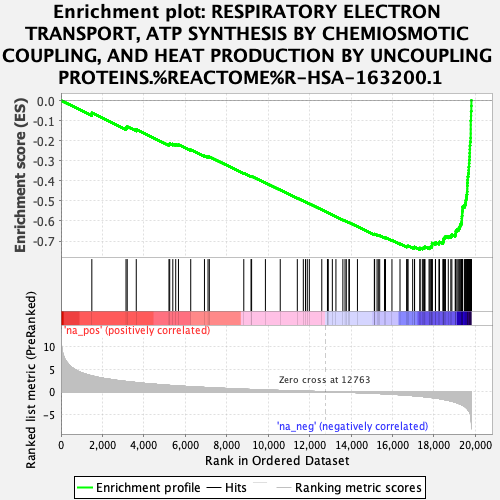 Enrichment plot: RESPIRATORY ELECTRON
TRANSPORT, ATP SYNTHESIS BY CHEMIOSMOTIC
COUPLING, AND HEAT PRODUCTION BY UNCOUPLING
PROTEINS.%REACTOME%R-HSA-163200.1
Enrichment score (ES)
0.0
-0.1
-0.2
-0.3
-0.4
-0.5
-0.6
-0.7
'na_pos' (positively correlated)
Ranked list metric (PreRanked)
10
5
0
-5
Zero cross at 12763
'na_neg' (negatively correlated)
0
2,000
4,000
6,000
8,000
10,000
12,000
14,000
16,000
18,000
20,000
Rank in Ordered Dataset
Enrichment profile
Hits
Ranking metric scores